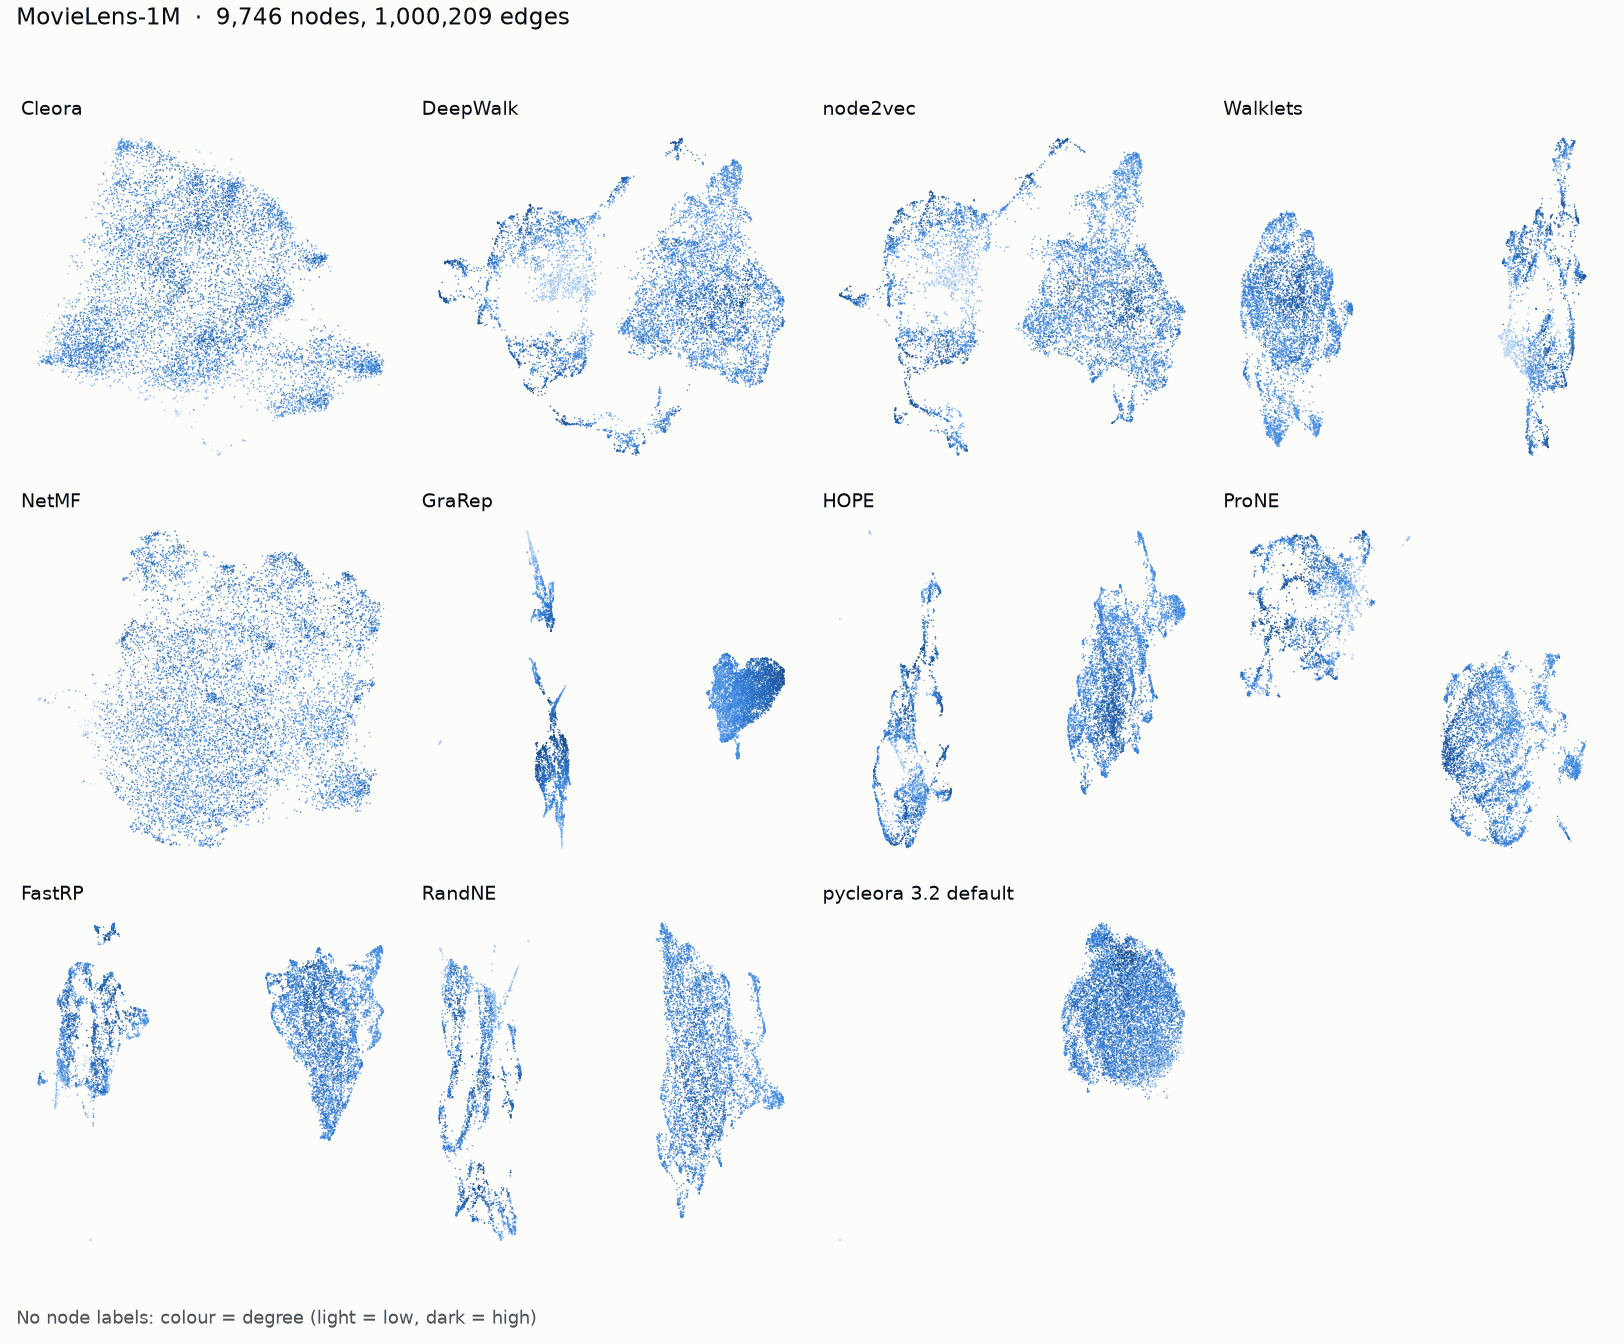 MovieLens-1M · 9,746 nodes, 1,000,209 edges
Cleora
DeepWalk
node2vec
Walklets
NetMF
GraRep
HOPE
ProNE
FastRP
RandNE
pycleora 3.2 default
No node labels: colour = degree (light = low, dark = high)